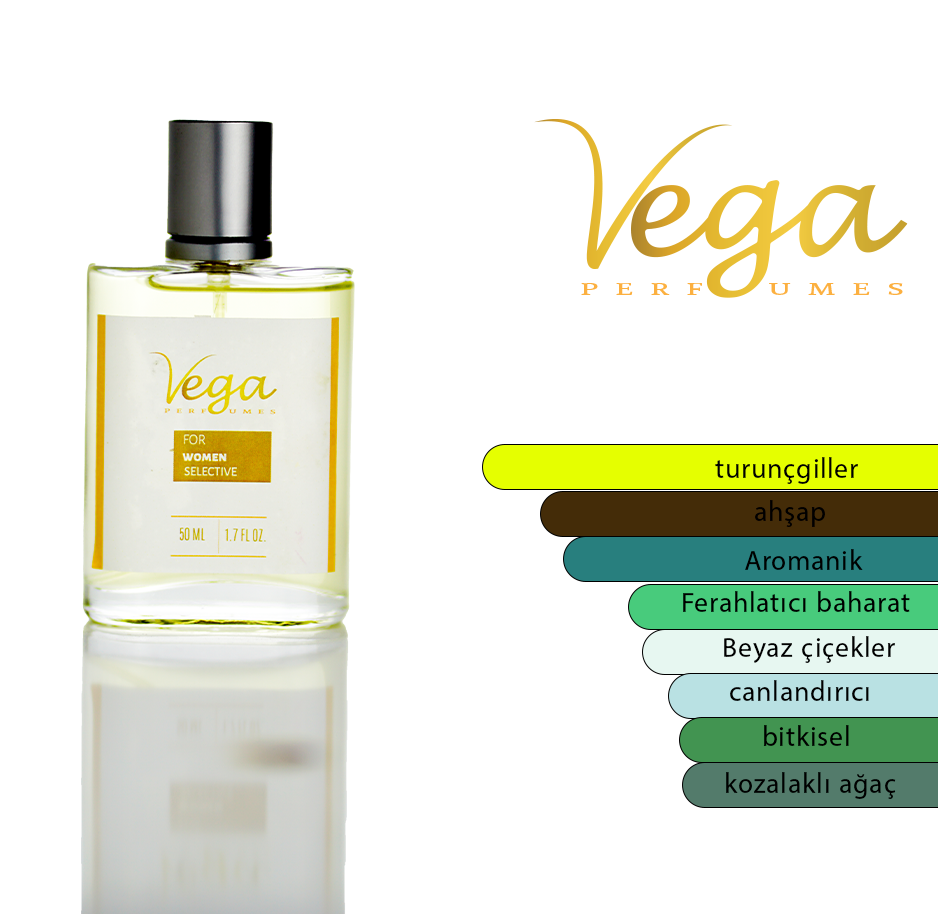 Vega
PERFUMES
Vega
PERFUMES
FOR
WOMEN
SELECTIVE
50 ML
1.7 FL OZ.
turunçgiller
ahşap
Aromanik
Ferahlatıcı baharat
Beyaz çiçekler
canlandırıcı
bitkisel
kozalaklı ağaç